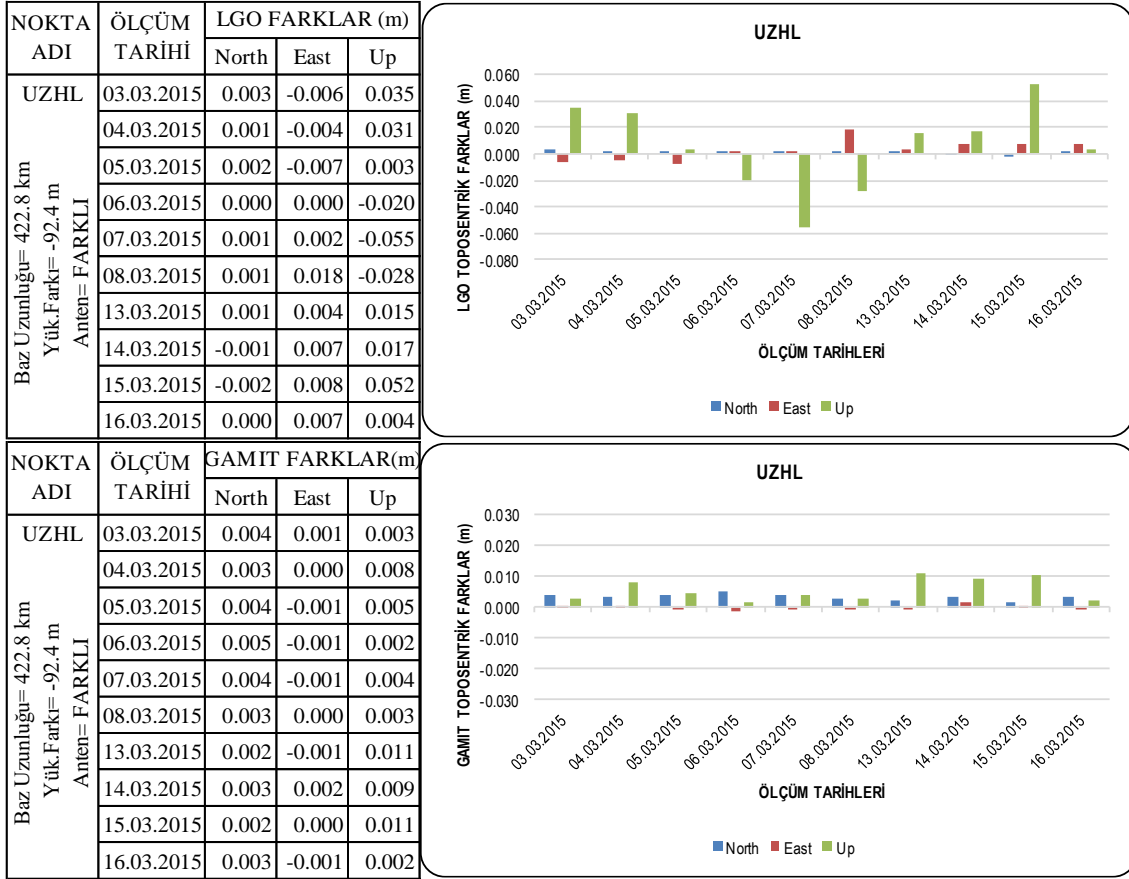 NOKTA ADI
ÖLÇÜM TARİHİ
LGO FARKLAR (m)
North East Up
UZHL
Baz Uzunluğu= 422.8 km
Yük.Farkı= -92.4 m
Anten= FARKLI
03.03.2015 0.003 -0.006 0.035
04.03.2015 0.001 -0.004 0.031
05.03.2015 0.002 -0.007 0.003
06.03.2015 0.000 0.000 -0.020
07.03.2015 0.001 0.002 -0.055
08.03.2015 0.001 0.018 -0.028
13.03.2015 0.001 0.004 0.015
14.03.2015 -0.001 0.007 0.017
15.03.2015 -0.002 0.008 0.052
16.03.2015 0.000 0.007 0.004
UZHL
LGO TOPOSENTRİK FARKLAR (m)
0.060
0.040
0.020
0.000
-0.020
-0.040
-0.060
-0.080
03.03.2015 04.03.2015 05.03.2015 06.03.2015 07.03.2015 08.03.2015 13.03.2015 14.03.2015 15.03.2015 16.03.2015
ÖLÇÜM TARİHLERİ
North East Up
NOKTA ADI
ÖLÇÜM TARİHİ
GAMIT FARKLAR(m)
North East Up
UZHL
Baz Uzunluğu= 422.8 km
Yük.Farkı= -92.4 m
Anten= FARKLI
03.03.2015 0.004 0.001 0.003
04.03.2015 0.003 0.000 0.008
05.03.2015 0.004 -0.001 0.005
06.03.2015 0.005 -0.001 0.002
07.03.2015 0.004 -0.001 0.004
08.03.2015 0.003 0.000 0.003
13.03.2015 0.002 -0.001 0.011
14.03.2015 0.003 0.002 0.009
15.03.2015 0.002 0.000 0.011
16.03.2015 0.003 -0.001 0.002
UZHL
GAMIT TOPOSENTRİK FARKLAR (m)
0.030
0.020
0.010
0.000
-0.010
-0.020
-0.030
03.03.2015 04.03.2015 05.03.2015 06.03.2015 07.03.2015 08.03.2015 13.03.2015 14.03.2015 15.03.2015 16.03.2015
ÖLÇÜM TARİHLERİ
North East Up